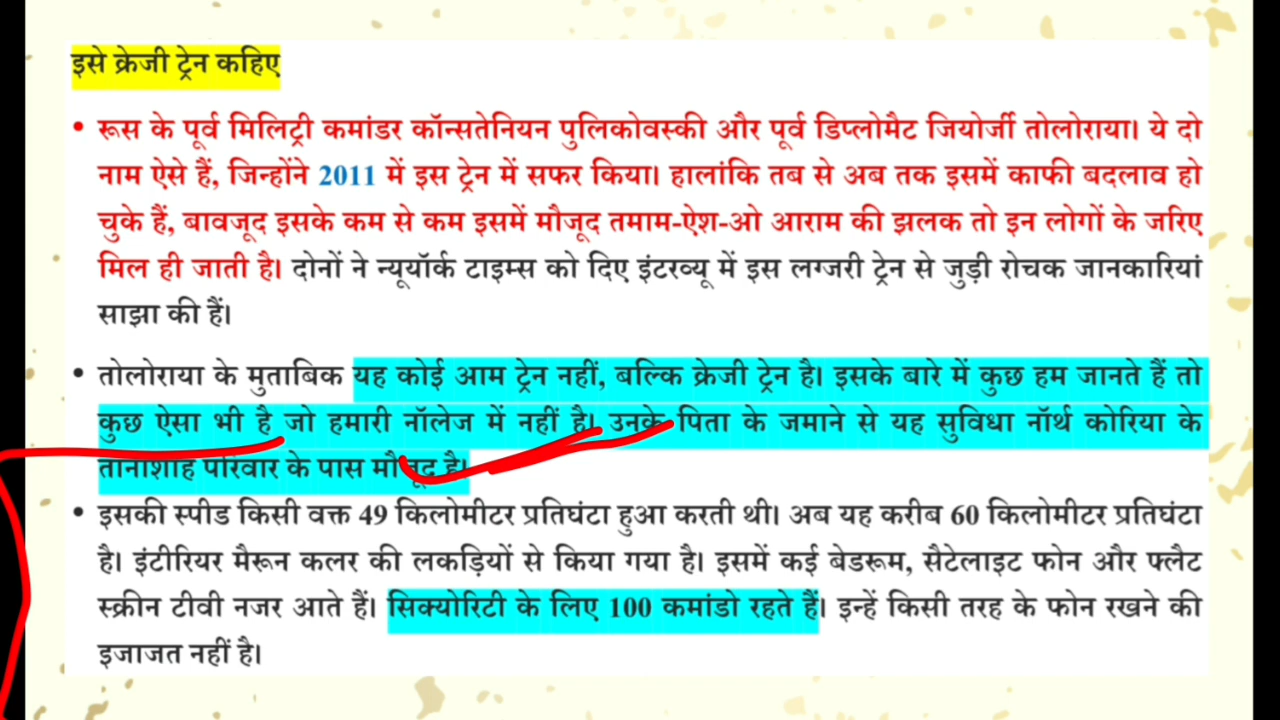 इसे क्रेजी ट्रेन कहिए
• रूस के पूर्व मिलिट्री कमांडर कॉन्सतेनियन पुलिकोवस्की और पूर्व डिप्लोमैट जियोर्जी तोलोराया। ये दो
नाम ऐसे हैं, जिन्होंने 2011 में इस ट्रेन में सफर किया। हालांकि तब से अब तक इसमें काफी बदलाव हो
चुके हैं, बावजूद इसके कम से कम इसमें मौजूद तमाम-ऐश-ओ आराम की झलक तो इन लोगों के जरिए
मिल ही जाती है। दोनों ने न्यूयॉर्क टाइम्स को दिए इंटरव्यू में इस लग्जरी ट्रेन से जुड़ी रोचक जानकारियां
साझा की हैं।
• तोलोराया के मुताबिक यह कोई आम ट्रेन नहीं, बल्कि क्रेजी ट्रेन है। इसके बारे में कुछ हम जानते हैं तो
कुछ ऐसा भी है जो हमारी नॉलेज में नहीं है। उनके पिता के जमाने से यह सुविधा नॉर्थ कोरिया के
तानाशाह परिवार के पास मौजूद है।
• इसकी स्पीड किसी वक्त 49 किलोमीटर प्रतिघंटा हुआ करती थी। अब यह करीब 60 किलोमीटर प्रतिघंटा
है। इंटीरियर मैरून कलर की लकड़ियों से किया गया है। इसमें कई बेडरूम, सैटेलाइट फोन और फ्लैट
स्क्रीन टीवी नजर आते हैं। सिक्योरिटी के लिए 100 कमांडो रहते हैं। इन्हें किसी तरह के फोन रखने की
इजाजत नहीं है।